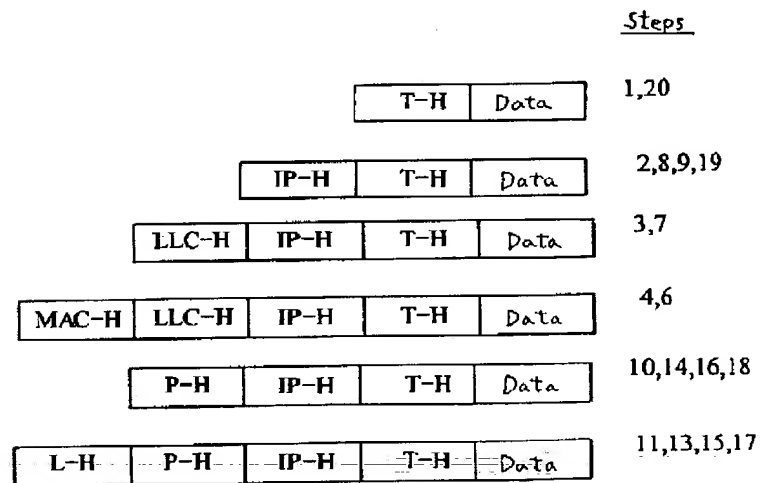 Steps
T-H Data 1,20
IP-H T-H Data 2,8,9,19
LLC-H IP-H T-H Data 3,7
MAC-H LLC-H IP-H T-H Data 4,6
P-H IP-H T-H Data 10,14,16,18
L-H P-H IP-H T-H Data 11,13,15,17